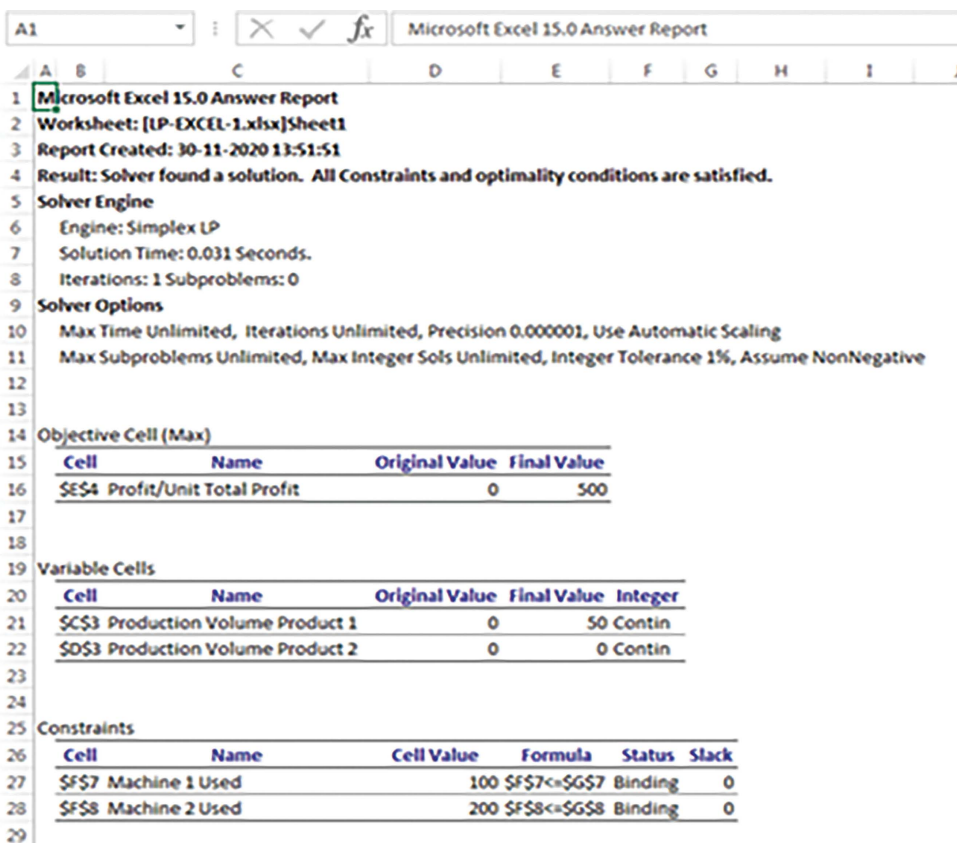 A1 fx Microsoft Excel 15.0 Answer Report
A B C D E F G H I
1 Microsoft Excel 15.0 Answer Report
2 Worksheet: [LP-EXCEL-1.xlsx]Sheet1
3 Report Created: 30-11-2020 13:51:51
4 Result: Solver found a solution. All Constraints and optimality conditions are satisfied.
5 Solver Engine
6 Engine: Simplex LP
7 Solution Time: 0.031 Seconds.
8 Iterations: 1 Subproblems: 0
9 Solver Options
10 Max Time Unlimited, Iterations Unlimited, Precision 0.000001, Use Automatic Scaling
11 Max Subproblems Unlimited, Max Integer Sols Unlimited, Integer Tolerance 1%, Assume NonNegative
12
13
14 Objective Cell (Max)
15 Cell Name Original Value Final Value
16 $E$4 Profit/Unit Total Profit 0 500
17
18
19 Variable Cells
20 Cell Name Original Value Final Value Integer
21 $C$3 Production Volume Product 1 0 50 Contin
22 $D$3 Production Volume Product 2 0 0 Contin
23
24
25 Constraints
26 Cell Name Cell Value Formula Status Slack
27 $F$7 Machine 1 Used 100 $F$7<=$G$7 Binding 0
28 $F$8 Machine 2 Used 200 $F$8<=$G$8 Binding 0
29